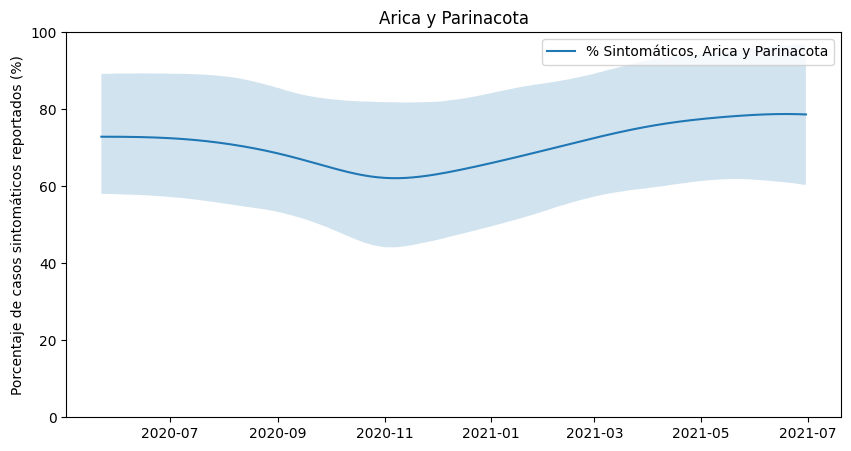 Arica y Parinacota
% Sintomáticos, Arica y Parinacota
Porcentaje de casos sintomáticos reportados (%)
100
80
60
40
20
0
2020-07 2020-09 2020-11 2021-01 2021-03 2021-05 2021-07